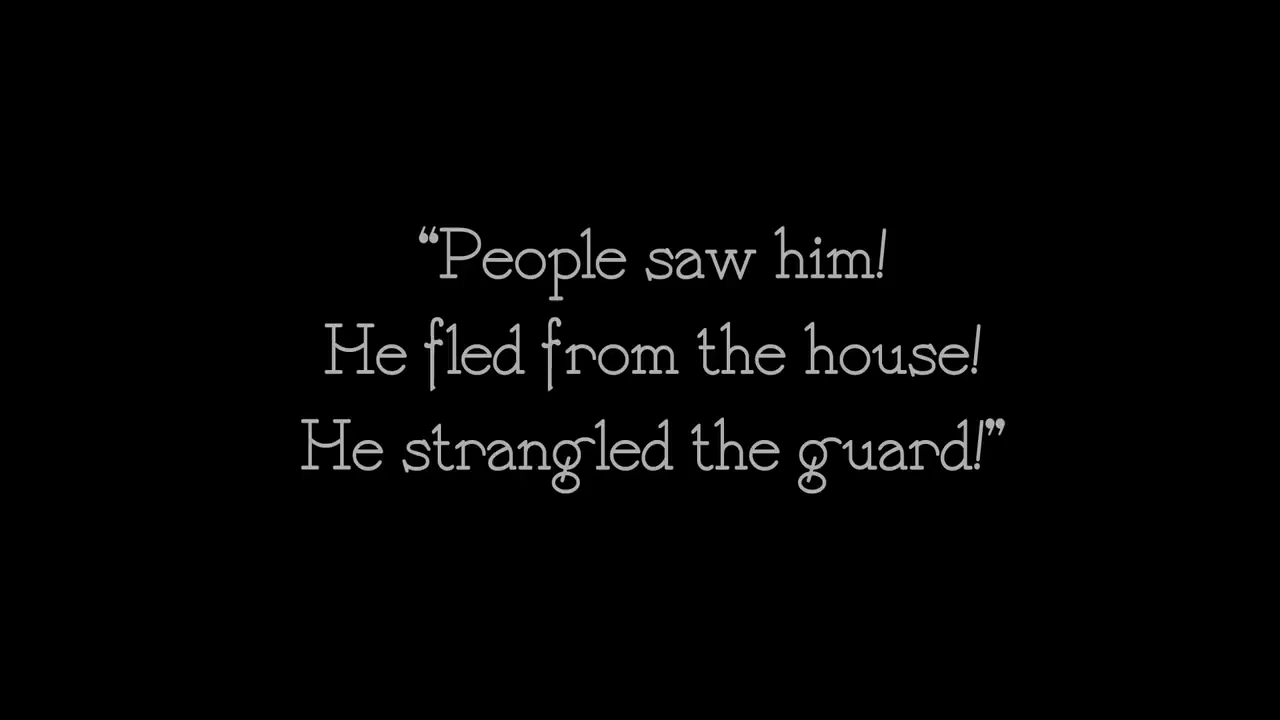 “People saw him!
He fled from the house!
He strangled the guard!”